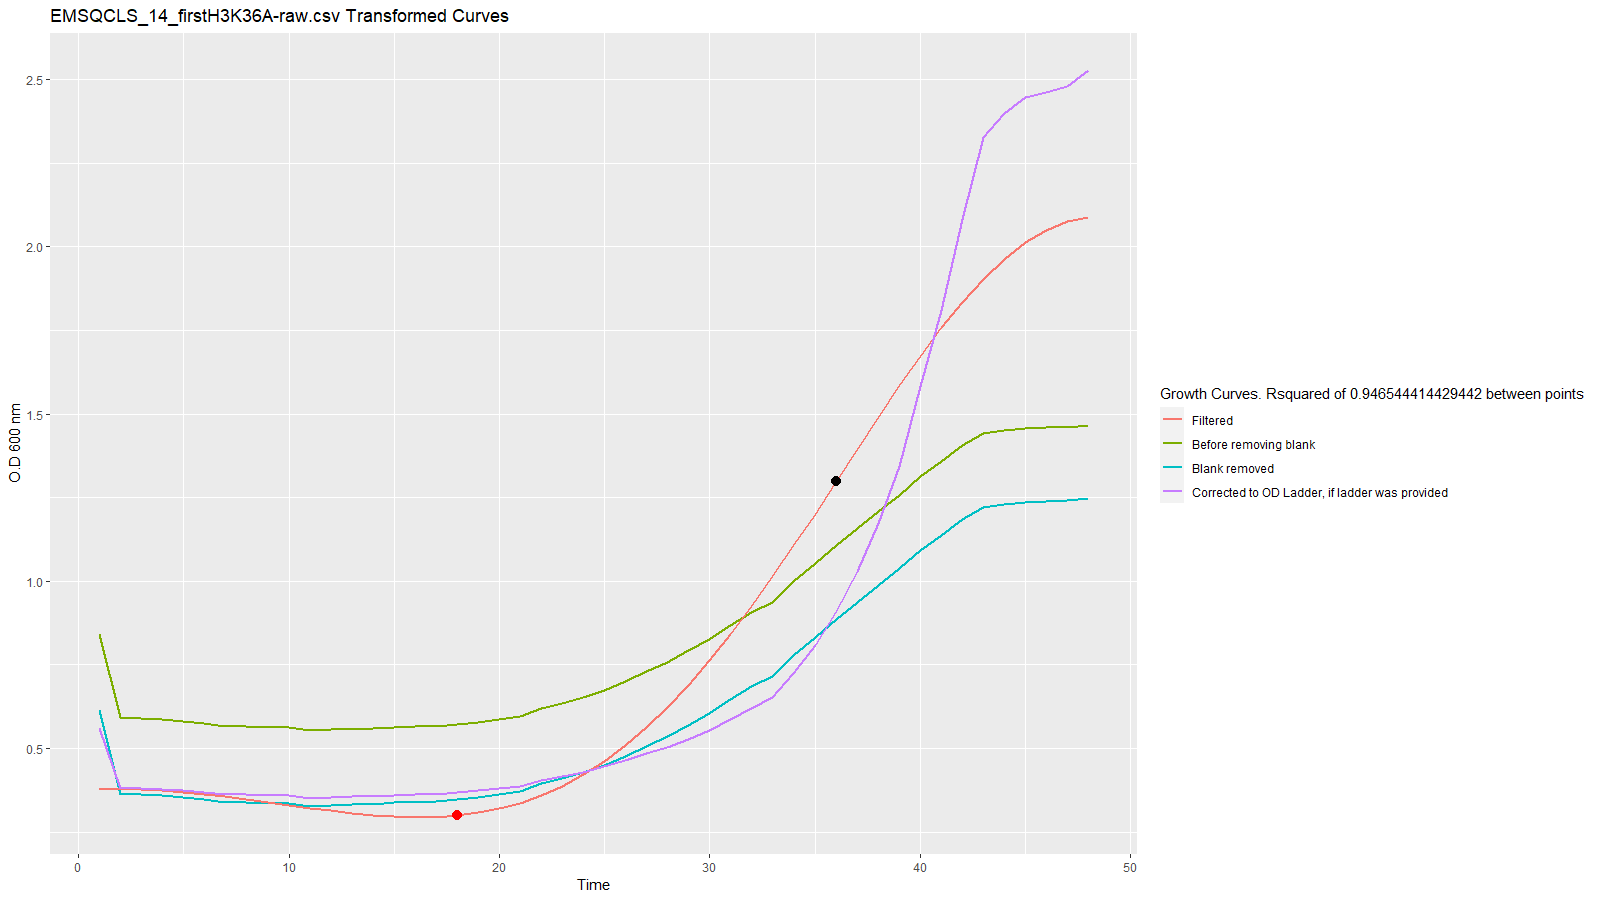 EMSQCLS_14_firstH3K36A-raw.csv Transformed Curves
2.5
2.0
1.5
1.0
0.5
O.D 600 nm
0 10 20 30 40 50
Time
Growth Curves. Rsquared of 0.946544414429442 between points
Filtered
Before removing blank
Blank removed
Corrected to OD Ladder, if ladder was provided